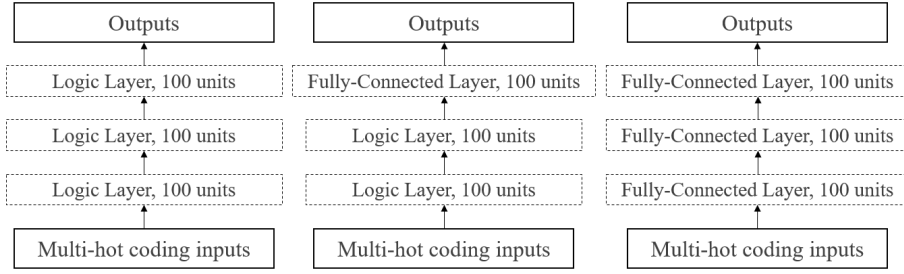 Outputs
Logic Layer, 100 units
Logic Layer, 100 units
Logic Layer, 100 units
Multi-hot coding inputs
Outputs
Fully-Connected Layer, 100 units
Logic Layer, 100 units
Logic Layer, 100 units
Multi-hot coding inputs
Outputs
Fully-Connected Layer, 100 units
Fully-Connected Layer, 100 units
Fully-Connected Layer, 100 units
Multi-hot coding inputs